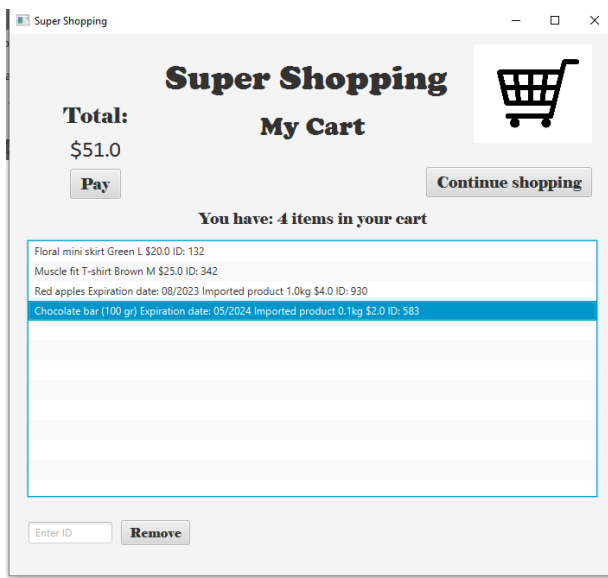 Super Shopping
Super Shopping
My Cart
Total:
$51.0
Pay
Continue shopping
You have: 4 items in your cart
Floral mini skirt Green L $20.0 ID: 132
Muscle fit T-shirt Brown M $25.0 ID: 342
Red apples Expiration date: 08/2023 Imported product 1.0kg $4.0 ID: 930
Chocolate bar (100 gr) Expiration date: 05/2024 Imported product 0.1kg $2.0 ID: 583
Enter ID
Remove